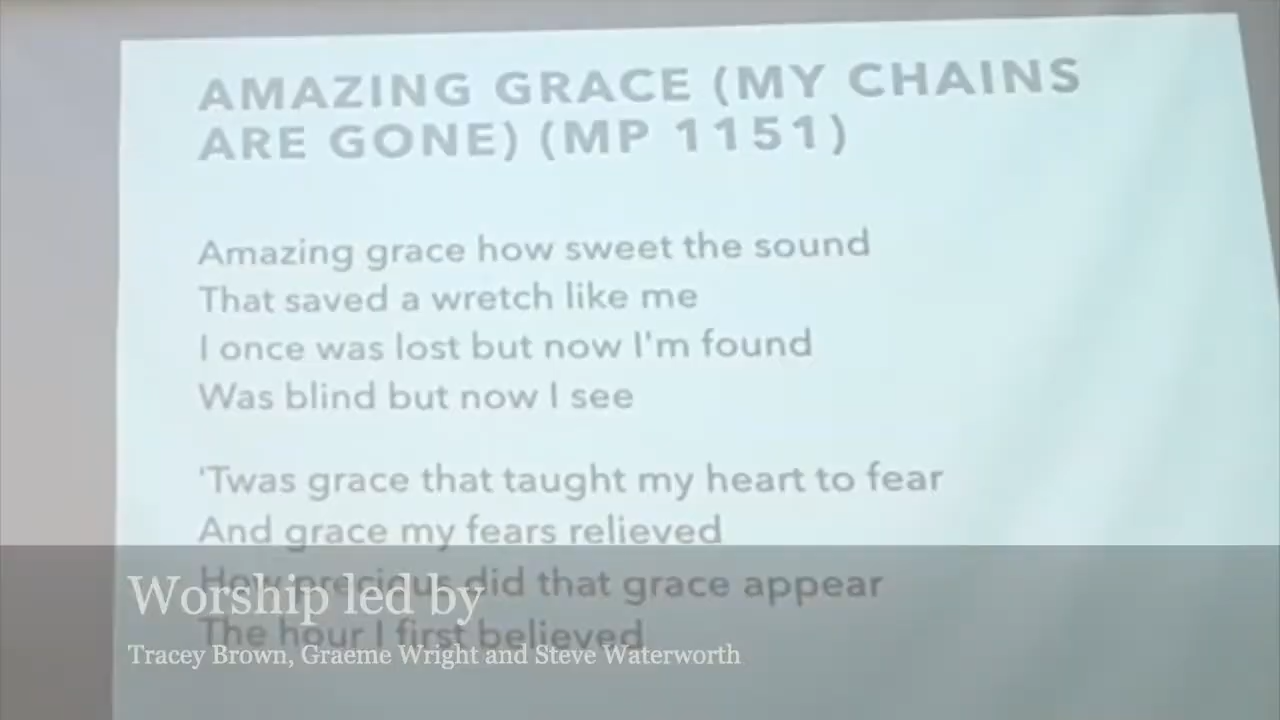 AMAZING GRACE (MY CHAINS
ARE GONE) (MP 1151)
Amazing grace how sweet the sound
That saved a wretch like me
I once was lost but now I'm found
Was blind but now I see
'Twas grace that taught my heart to fear
And grace my fears relieved
How precious did that grace appear
The hour I first believed
Worship led by
Tracey Brown, Graeme Wright and Steve Waterworth